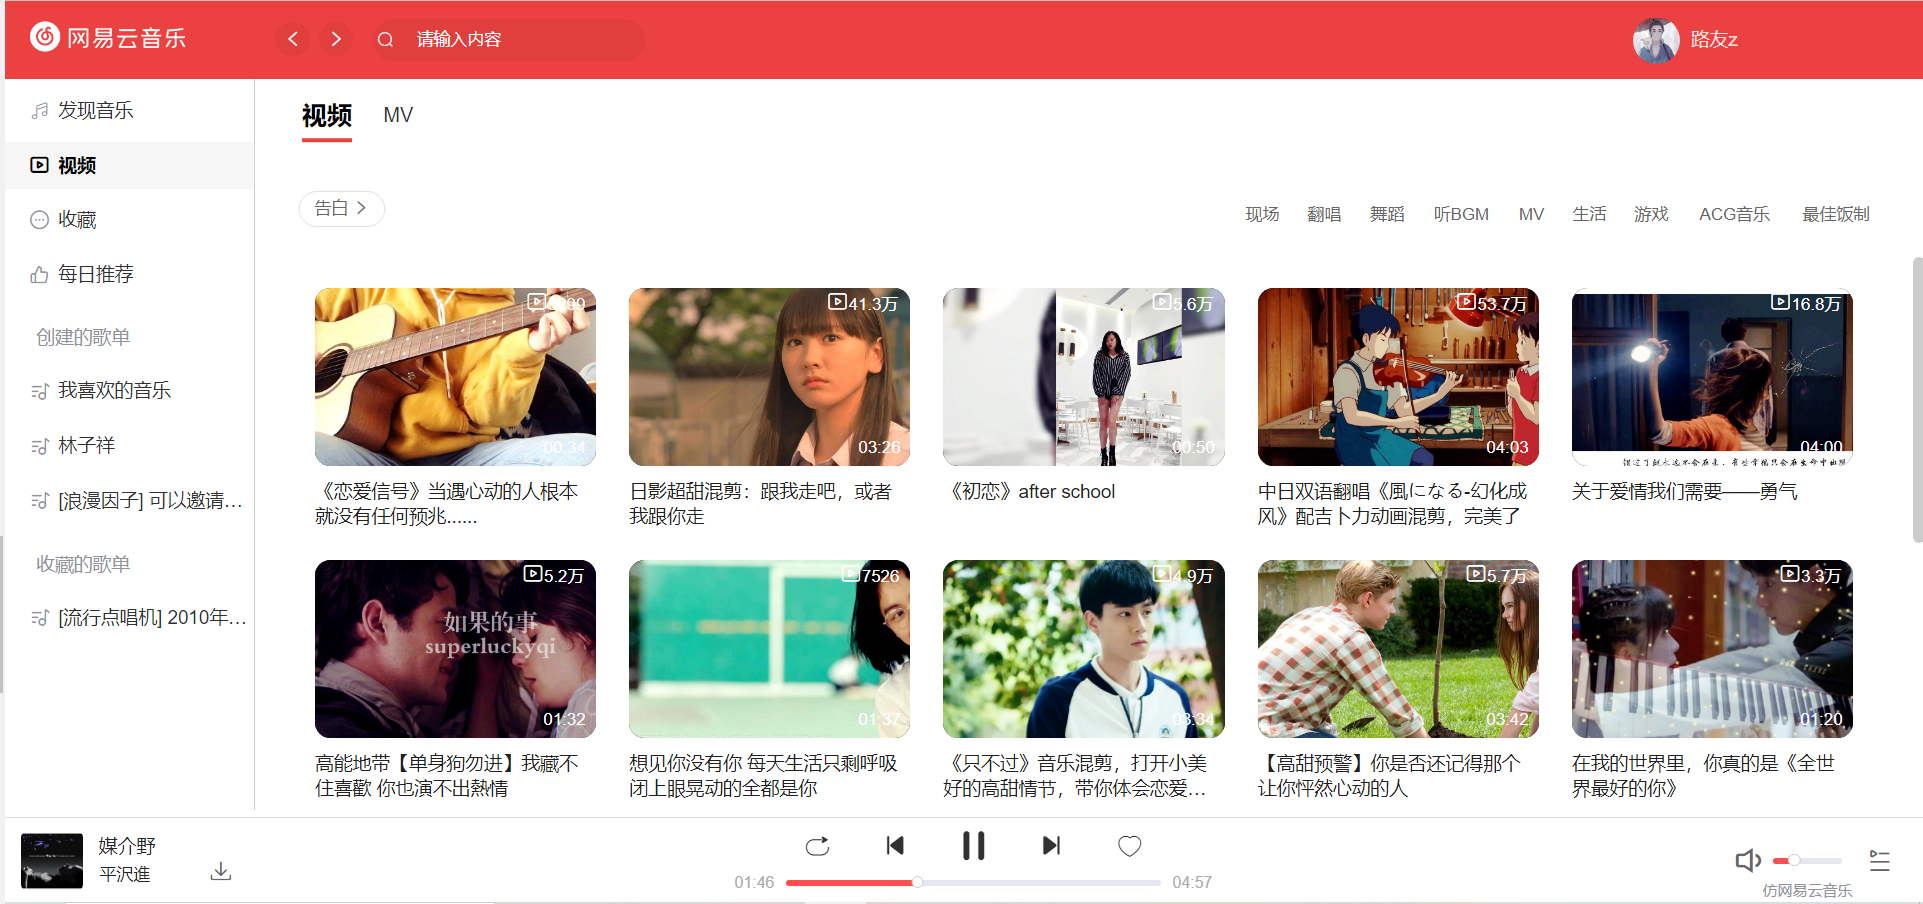 网易云音乐
请输入内容
路友z
发现音乐
视频
收藏
每日推荐
创建的歌单
我喜欢的音乐
林子祥
[浪漫因子] 可以邀请…
收藏的歌单
[流行点唱机] 2010年…
视频 MV
告白
现场 翻唱 舞蹈 听BGM MV 生活 游戏 ACG音乐 最佳饭制
00:34
《恋爱信号》当遇心动的人根本
就没有任何预兆......
41.3万
03:26
日影超甜混剪：跟我走吧，或者
我跟你走
5.6万
00:50
《初恋》after school
53.7万
04:03
中日双语翻唱《風になる-幻化成
风》配吉卜力动画混剪，完美了
16.8万
04:00
关于爱情我们需要——勇气
5.2万
如果的事
superluckyqi
01:32
高能地带【单身狗勿进】我藏不
住喜歡 你也演不出熱情
7526
01:37
想见你没有你 每天生活只剩呼吸
闭上眼晃动的全都是你
4.9万
03:34
《只不过》音乐混剪，打开小美
好的高甜情节，带你体会恋爱…
5.7万
03:42
【高甜预警】你是否还记得那个
让你怦然心动的人
3.3万
01:20
在我的世界里，你真的是《全世
界最好的你》
媒介野
平沢進
01:46
04:57
仿网易云音乐